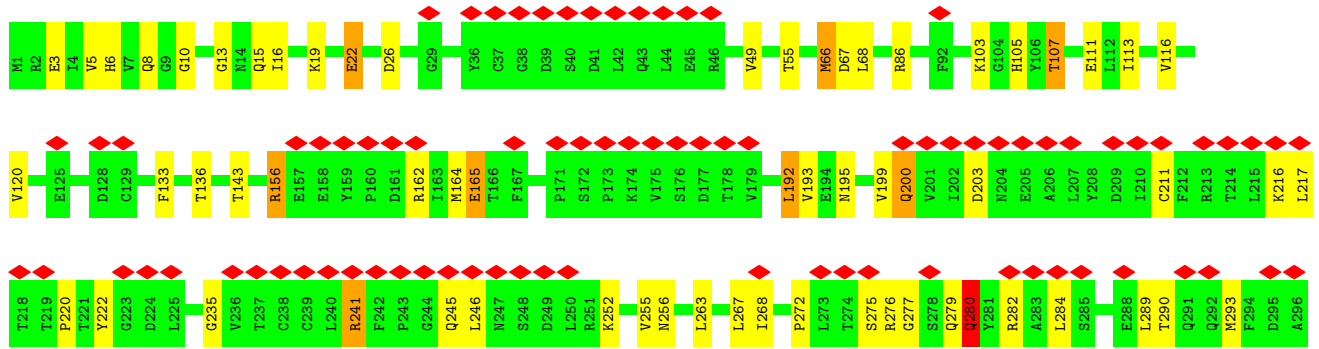 M1 R2 E3 I4 V5 H6 V7 Q8 G9 G10 G13 N14 Q15 I16 K19 E22 D26 G29 Y36 C37 G38 D39 S40 D41 L42 Q43 L44 E45 R46 V49 T55 M66 D67 L68 R86 F92 K103 G104 H105 Y106 T107 E111 L112 I113 V116
V120 E125 D128 C129 F133 T136 T143 R156 E157 E158 Y159 P160 D161 R162 I163 M164 E165 T166 F167 P171 S172 P173 K174 V175 S176 D177 T178 V179 L192 V193 E194 N195 V199 Q200 V201 I202 D203 N204 E205 A206 L207 Y208 D209 I210 C211 F212 R213 T214 L215 K216 L217
T218 T219 P220 T221 Y222 G223 D224 L225 G235 V236 T237 C238 C239 L240 R241 F242 P243 G244 Q245 L246 N247 S248 D249 L250 R251 K252 V255 N256 L263 L267 I268 P272 L273 T274 S275 R276 G277 S278 Q279 Q280 Y281 R282 A283 L284 S285 E288 L289 T290 Q291 Q292 M293 F294 D295 A296